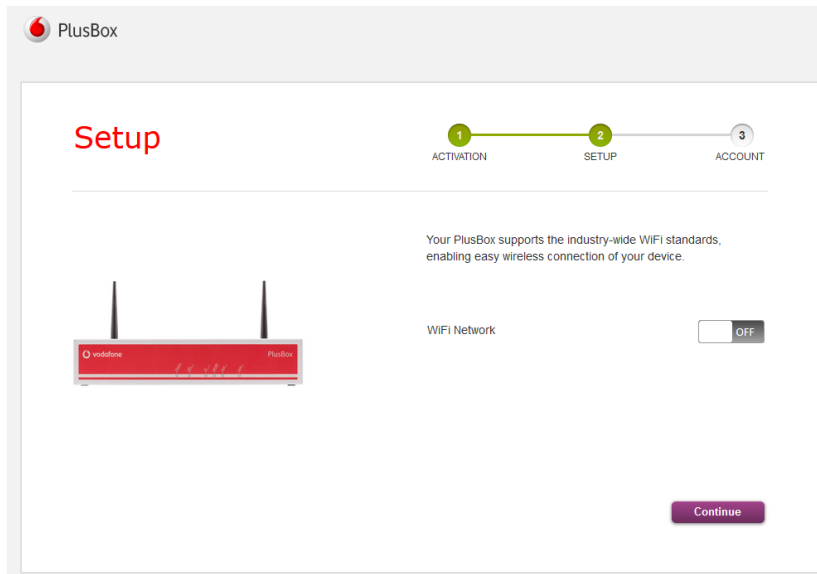 PlusBox
Setup
1
2
3
ACTIVATION
SETUP
ACCOUNT
Your PlusBox supports the industry-wide WiFi standards,
enabling easy wireless connection of your device.
vodafone
PlusBox
WiFi Network
OFF
Continue